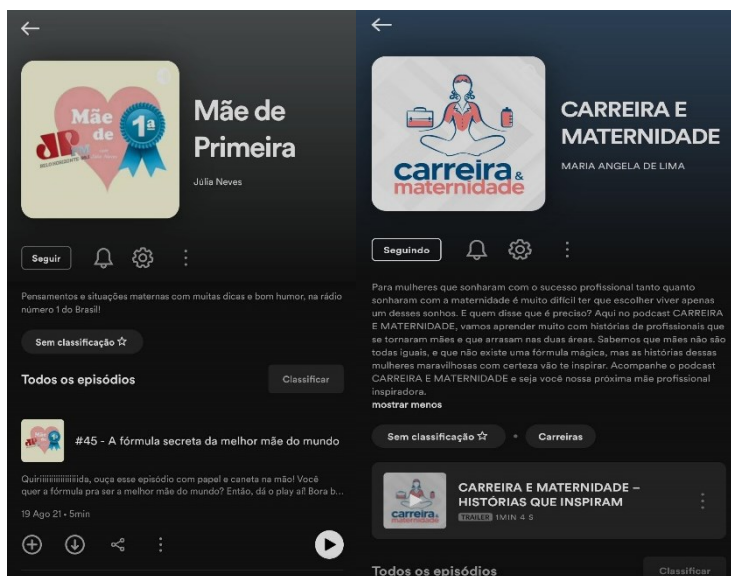 Mãe
de
1ª
JP
Mãe de
Primeira
Júlia Neves
Seguir
Pensamentos e situações maternas com muitas dicas e bom humor, na rádio
número 1 do Brasil!
Sem classificação
Todos os episódios
Classificar
#45 - A fórmula secreta da melhor mãe do mundo
Quiriiiiiiiiiiiiiida, ouça esse episódio com papel e caneta na mão! Você
quer a fórmula pra ser a melhor mãe do mundo? Então, dá o play aí! Bora b...
19 Ago 21 • 5min
carreira &
maternidade
CARREIRA E
MATERNIDADE
MARIA ANGELA DE LIMA
Seguindo
Para mulheres que sonharam com o sucesso profissional tanto quanto
sonharam com a maternidade é muito difícil ter que escolher viver apenas
um desses sonhos. E quem disse que é preciso? Aqui no podcast CARREIRA
E MATERNIDADE, vamos aprender muito com histórias de profissionais que
se tornaram mães e que arrasam nas duas áreas. Sabemos que mães não são
todas iguais, e que não existe uma fórmula mágica, mas as histórias dessas
mulheres maravilhosas com certeza vão te inspirar. Acompanhe o podcast
CARREIRA E MATERNIDADE e seja você nossa próxima mãe profissional
inspiradora.
mostrar menos
Sem classificação
• Carreiras
carreira &
maternidade
CARREIRA E MATERNIDADE –
HISTÓRIAS QUE INSPIRAM
TRAILER 1MIN 4 S
Todos os episódios
Classificar